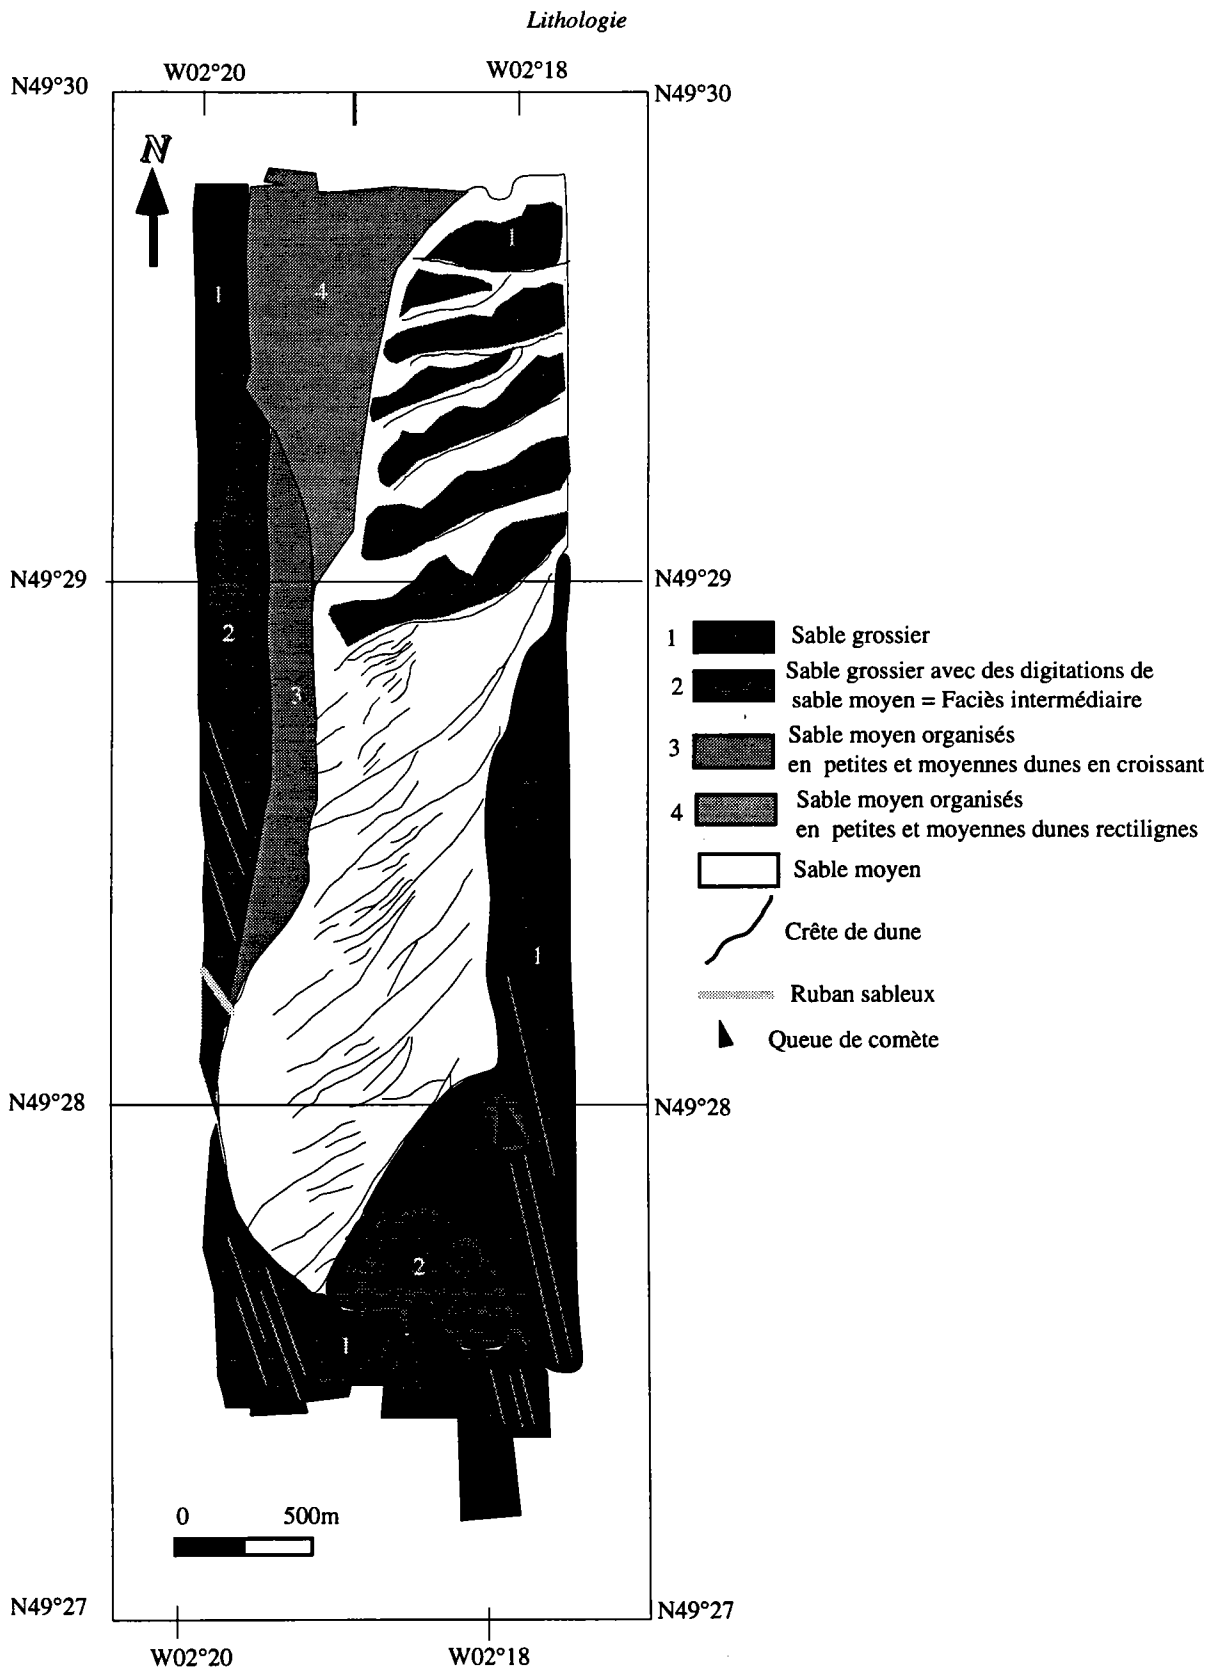 Lithologie
W02°20
W02°18
N49°30
N49°30
N
1
4
1
N49°29
N49°29
2
3
1
1 Sable grossier
2 Sable grossier avec des digitations de
sable moyen = Faciès intermédiaire
3 Sable moyen organisés
en petites et moyennes dunes en croissant
4 Sable moyen organisés
en petites et moyennes dunes rectilignes
Sable moyen
Crête de dune
Ruban sableux
Queue de comète
N49°28
N49°28
2
1
0 500m
N49°27
N49°27
W02°20
W02°18